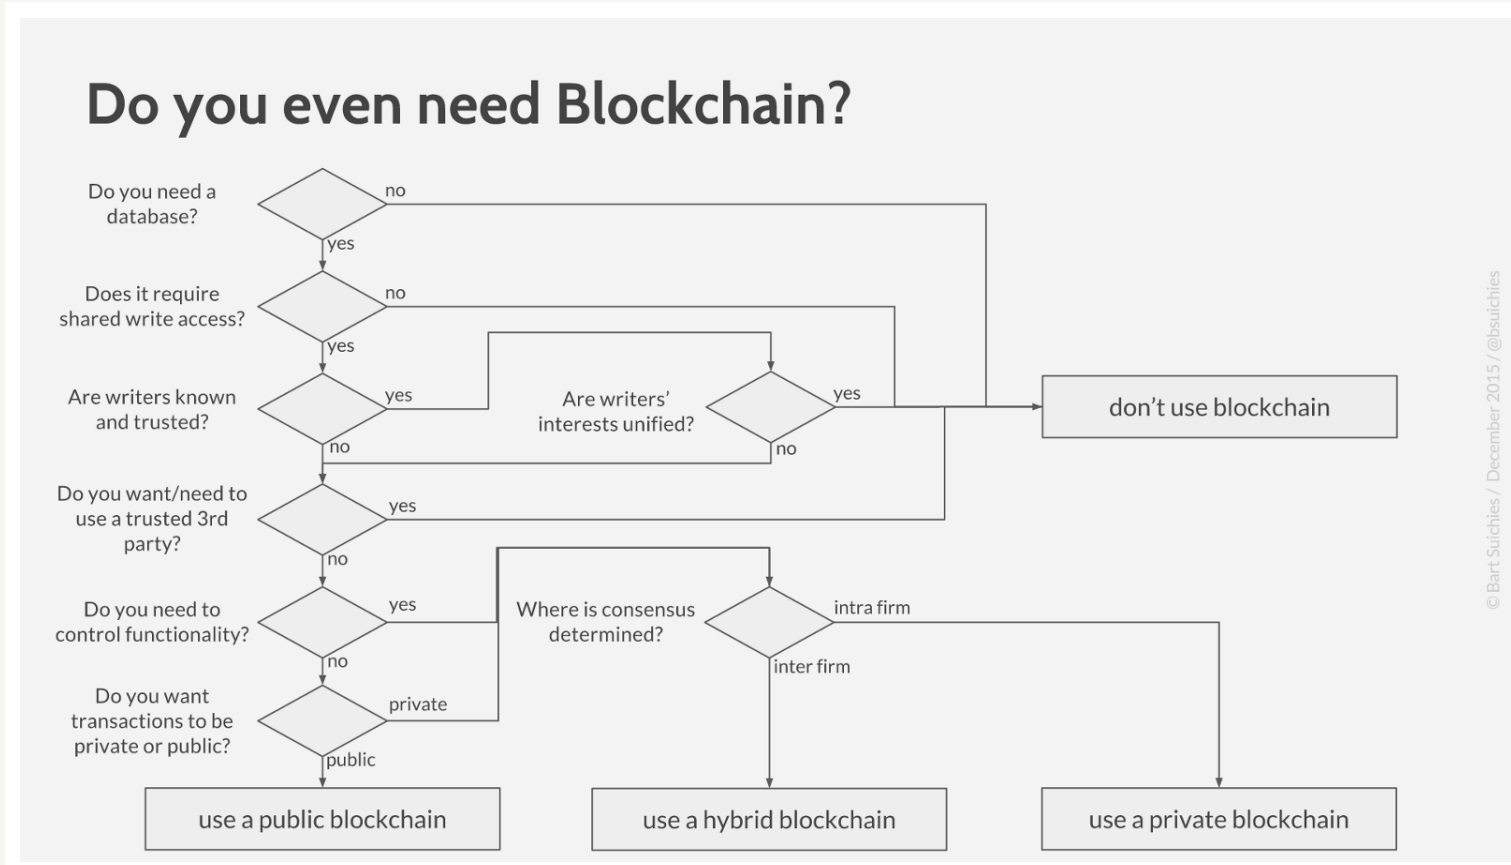 Do you even need Blockchain?
Do you need a
database?
no
yes
Does it require
shared write access?
no
yes
Are writers known
and trusted?
yes
no
Are writers’
interests unified?
yes
no
don’t use blockchain
Do you want/need to
use a trusted 3rd
party?
yes
no
Do you need to
control functionality?
yes
no
Where is consensus
determined?
intra firm
inter firm
Do you want
transactions to be
private or public?
private
public
use a public blockchain
use a hybrid blockchain
use a private blockchain
© Bart Suichies / December 2015 / @bsuichies